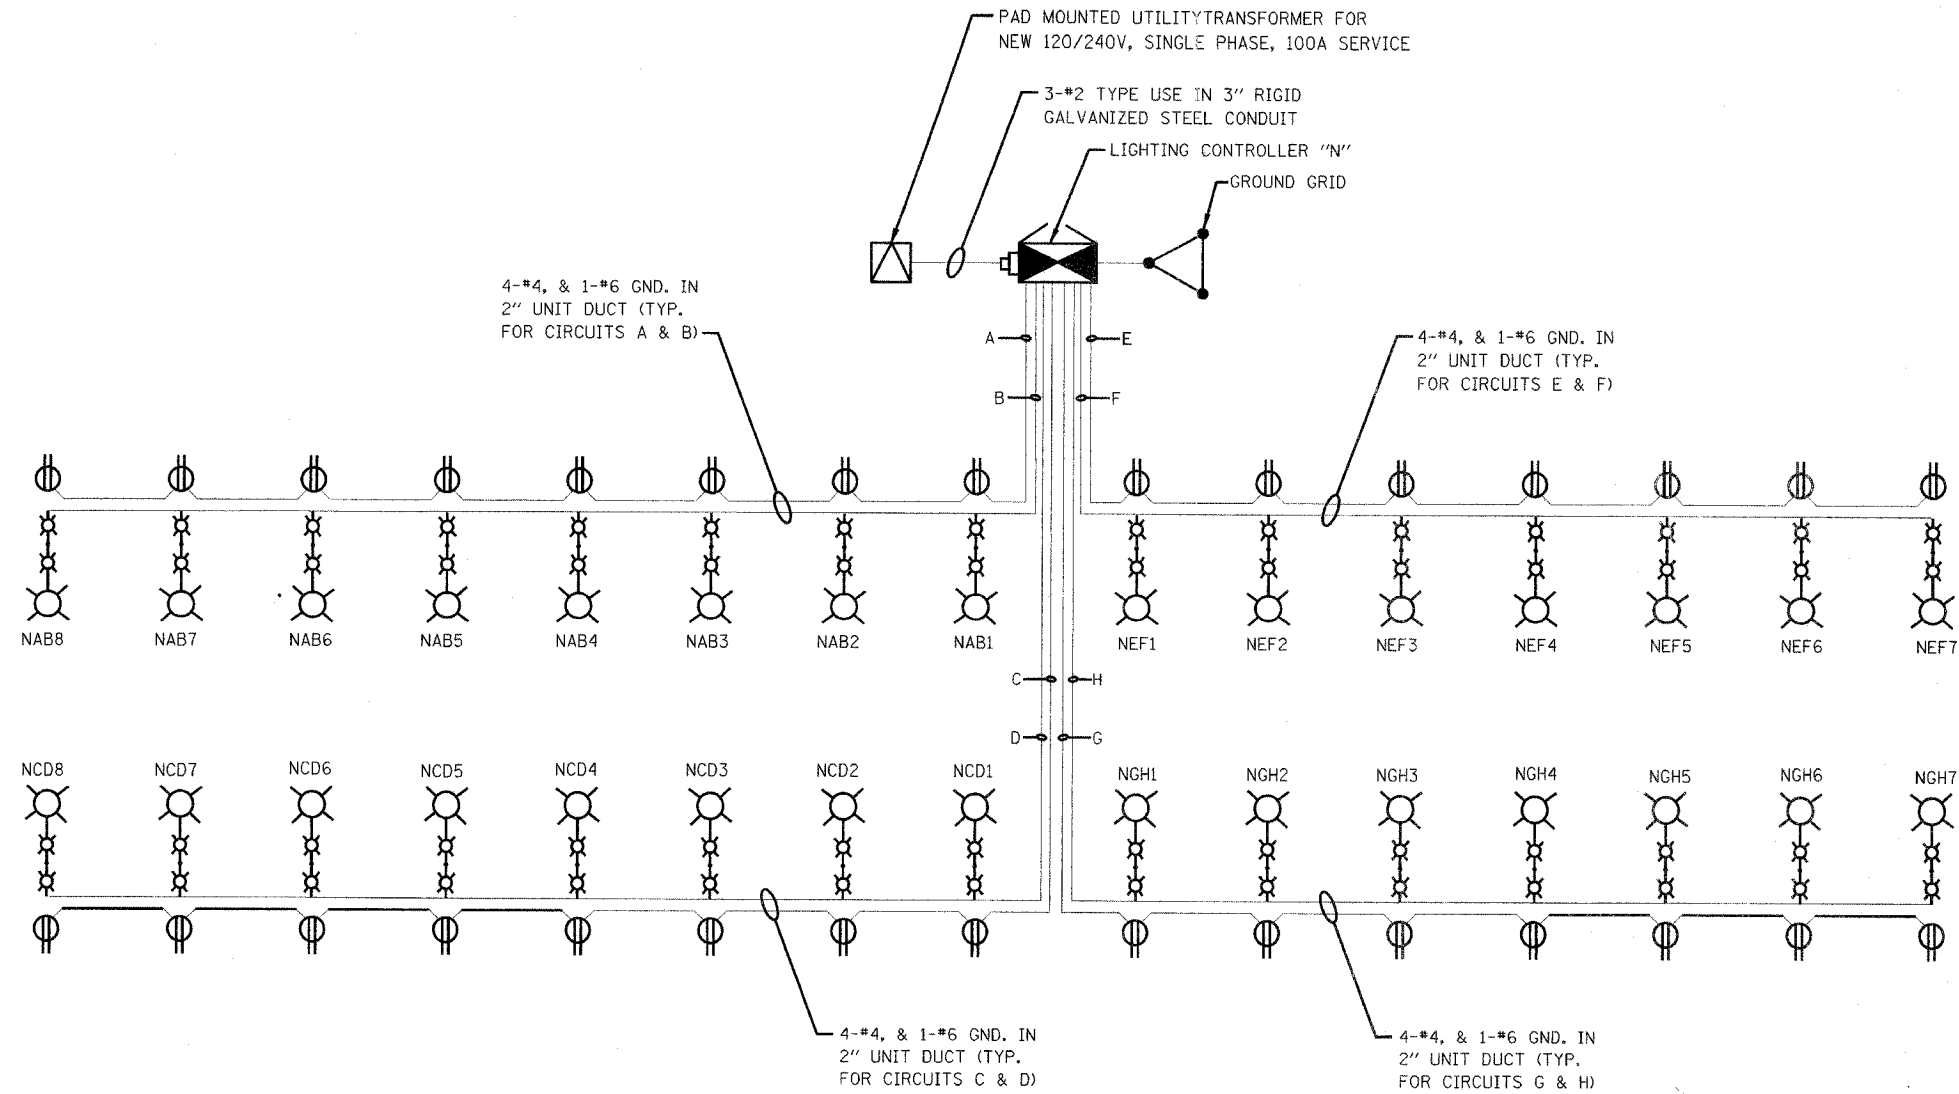 PAD MOUNTED UTILITYTRANSFORMER FOR
NEW 120/240V, SINGLE PHASE, 100A SERVICE
3-#2 TYPE USE IN 3" RIGID
GALVANIZED STEEL CONDUIT
LIGHTING CONTROLLER "N"
GROUND GRID
4-#4, & 1-#6 GND. IN
2" UNIT DUCT (TYP.
FOR CIRCUITS A & B)
4-#4, & 1-#6 GND. IN
2" UNIT DUCT (TYP.
FOR CIRCUITS E & F)
A
E
B
F
NAB8
NAB7
NAB6
NAB5
NAB4
NAB3
NAB2
NAB1
NEF1
NEF2
NEF3
NEF4
NEF5
NEF6
NEF7
C
H
D
G
NCD8
NCD7
NCD6
NCD5
NCD4
NCD3
NCD2
NCD1
NGH1
NGH2
NGH3
NGH4
NGH5
NGH6
NGH7
4-#4, & 1-#6 GND. IN
2" UNIT DUCT (TYP.
FOR CIRCUITS C & D)
4-#4, & 1-#6 GND. IN
2" UNIT DUCT (TYP.
FOR CIRCUITS G & H)